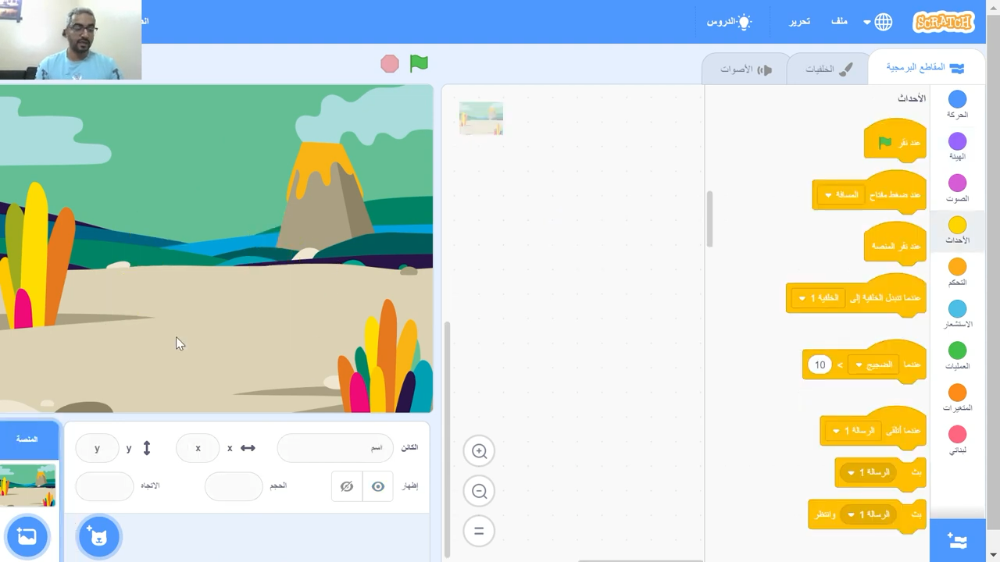 SCRATCH
ملف
تحرير
الدروس
المقاطع البرمجية
الخلفيات
الأصوات
الحركة
الهيئة
الصوت
الأحداث
التحكم
الاستشعار
العمليات
المتغيرات
لبناتي
الأحداث
عند نقر
عند ضغط مفتاح المسافة
عند نقر المنصة
عندما تتبدل الخلفية إلى الخلفية 1
عندما الضجيج > 10
عندما أتلقى الرسالة 1
بث الرسالة 1
بث الرسالة 1 وانتظر
الكائن اسم x x y y
إظهار الحجم الاتجاه
المنصة